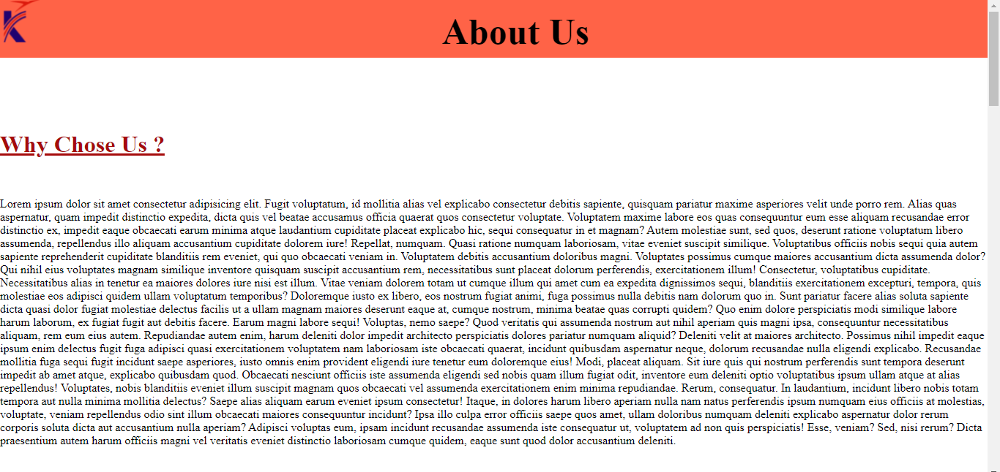 K
About Us
Why Chose Us ?
Lorem ipsum dolor sit amet consectetur adipisicing elit. Fugit voluptatum, id mollitia alias vel explicabo consectetur debitis sapiente, quisquam pariatur maxime asperiores velit unde porro rem. Alias quas
aspernatur, quam impedit distinctio expedita, dicta quis vel beatae accusamus officia quaerat quos consectetur voluptate. Voluptatem maxime labore eos quas consequuntur eum esse aliquam recusandae error
distinctio ex, impedit eaque obcaecati earum minima atque laudantium cupiditate placeat explicabo hic, sequi consequatur in et magnam? Autem molestiae sunt, sed quos, deserunt ratione voluptatum libero
assumenda, repellendus illo aliquam accusantium cupiditate dolorem iure! Repellat, numquam. Quasi ratione numquam laboriosam, vitae eveniet suscipit similique. Voluptatibus officiis nobis sequi quia autem
sapiente reprehenderit cupiditate blanditiis rem eveniet, qui quo obcaecati veniam in. Voluptatem debitis accusantium doloribus magni. Voluptates possimus cumque maiores accusantium dicta assumenda dolor?
Qui nihil eius voluptates magnam similique inventore quisquam suscipit accusantium rem, necessitatibus sunt placeat dolorum perferendis, exercitationem illum! Consectetur, voluptatibus cupiditate.
Necessitatibus alias in tenetur ea maiores dolores iure nisi est illum. Vitae veniam dolorem totam ut cumque illum qui amet cum ea expedita dignissimos sequi, blanditiis exercitationem excepturi, tempora, quis
molestiae eos adipisci quidem ullam voluptatum temporibus? Doloremque iusto ex libero, eos nostrum fugiat animi, fuga possimus nulla debitis nam dolorum quo in. Sunt pariatur facere alias soluta sapiente
dicta quasi dolor fugiat molestiae delectus facilis ut a ullam magnam maiores deserunt eaque at, cumque nostrum, minima beatae quas corrupti quidem? Quo enim dolore perspiciatis modi similique labore
harum laborum, ex fugiat fugit aut debitis facere. Earum magni labore sequi! Voluptas, nemo saepe? Quod veritatis qui assumenda nostrum aut nihil aperiam quis magni ipsa, consequuntur necessitatibus
aliquam, rem eum eius autem. Repudiandae autem enim, harum deleniti dolor impedit architecto perspiciatis dolores pariatur numquam aliquid? Deleniti velit at maiores architecto. Possimus nihil impedit eaque
ipsum enim delectus fugit fuga adipisci quasi exercitationem voluptatem nam laboriosam iste obcaecati quaerat, incidunt quibusdam aspernatur neque, dolorum recusandae nulla eligendi explicabo. Recusandae
mollitia fuga sequi fugit incidunt saepe asperiores, iusto omnis enim provident eligendi iure tenetur eum doloremque eius! Modi, placeat aliquam. Sit iure quis qui nostrum perferendis sunt tempora deserunt
impedit ab amet atque, explicabo quibusdam quod. Obcaecati nesciunt officiis iste assumenda eligendi sed nobis quam illum fugiat odit, inventore eum deleniti optio voluptatibus ipsum ullam atque at alias
repellendus! Voluptates, nobis blanditiis eveniet illum suscipit magnam quos obcaecati vel assumenda exercitationem enim minima repudiandae. Rerum, consequatur. In laudantium, incidunt libero nobis totam
tempora aut nulla minima mollitia delectus? Saepe alias aliquam earum eveniet ipsum consectetur! Itaque, in dolores harum libero aperiam nulla nam natus perferendis ipsum numquam eius officiis at molestias,
voluptate, veniam repellendus odio sint illum obcaecati maiores consequuntur incidunt? Ipsa illo culpa error officiis saepe quos amet, ullam doloribus numquam deleniti explicabo aspernatur dolor rerum
corporis soluta dicta aut accusantium nulla aperiam? Adipisci voluptas eum, ipsam incidunt recusandae assumenda iste consequatur ut, voluptatem ad non quis perspiciatis! Esse, veniam? Sed, nisi rerum? Dicta
praesentium autem harum officiis magni vel veritatis eveniet distinctio laboriosam cumque quidem, eaque sunt quod dolor accusantium deleniti.